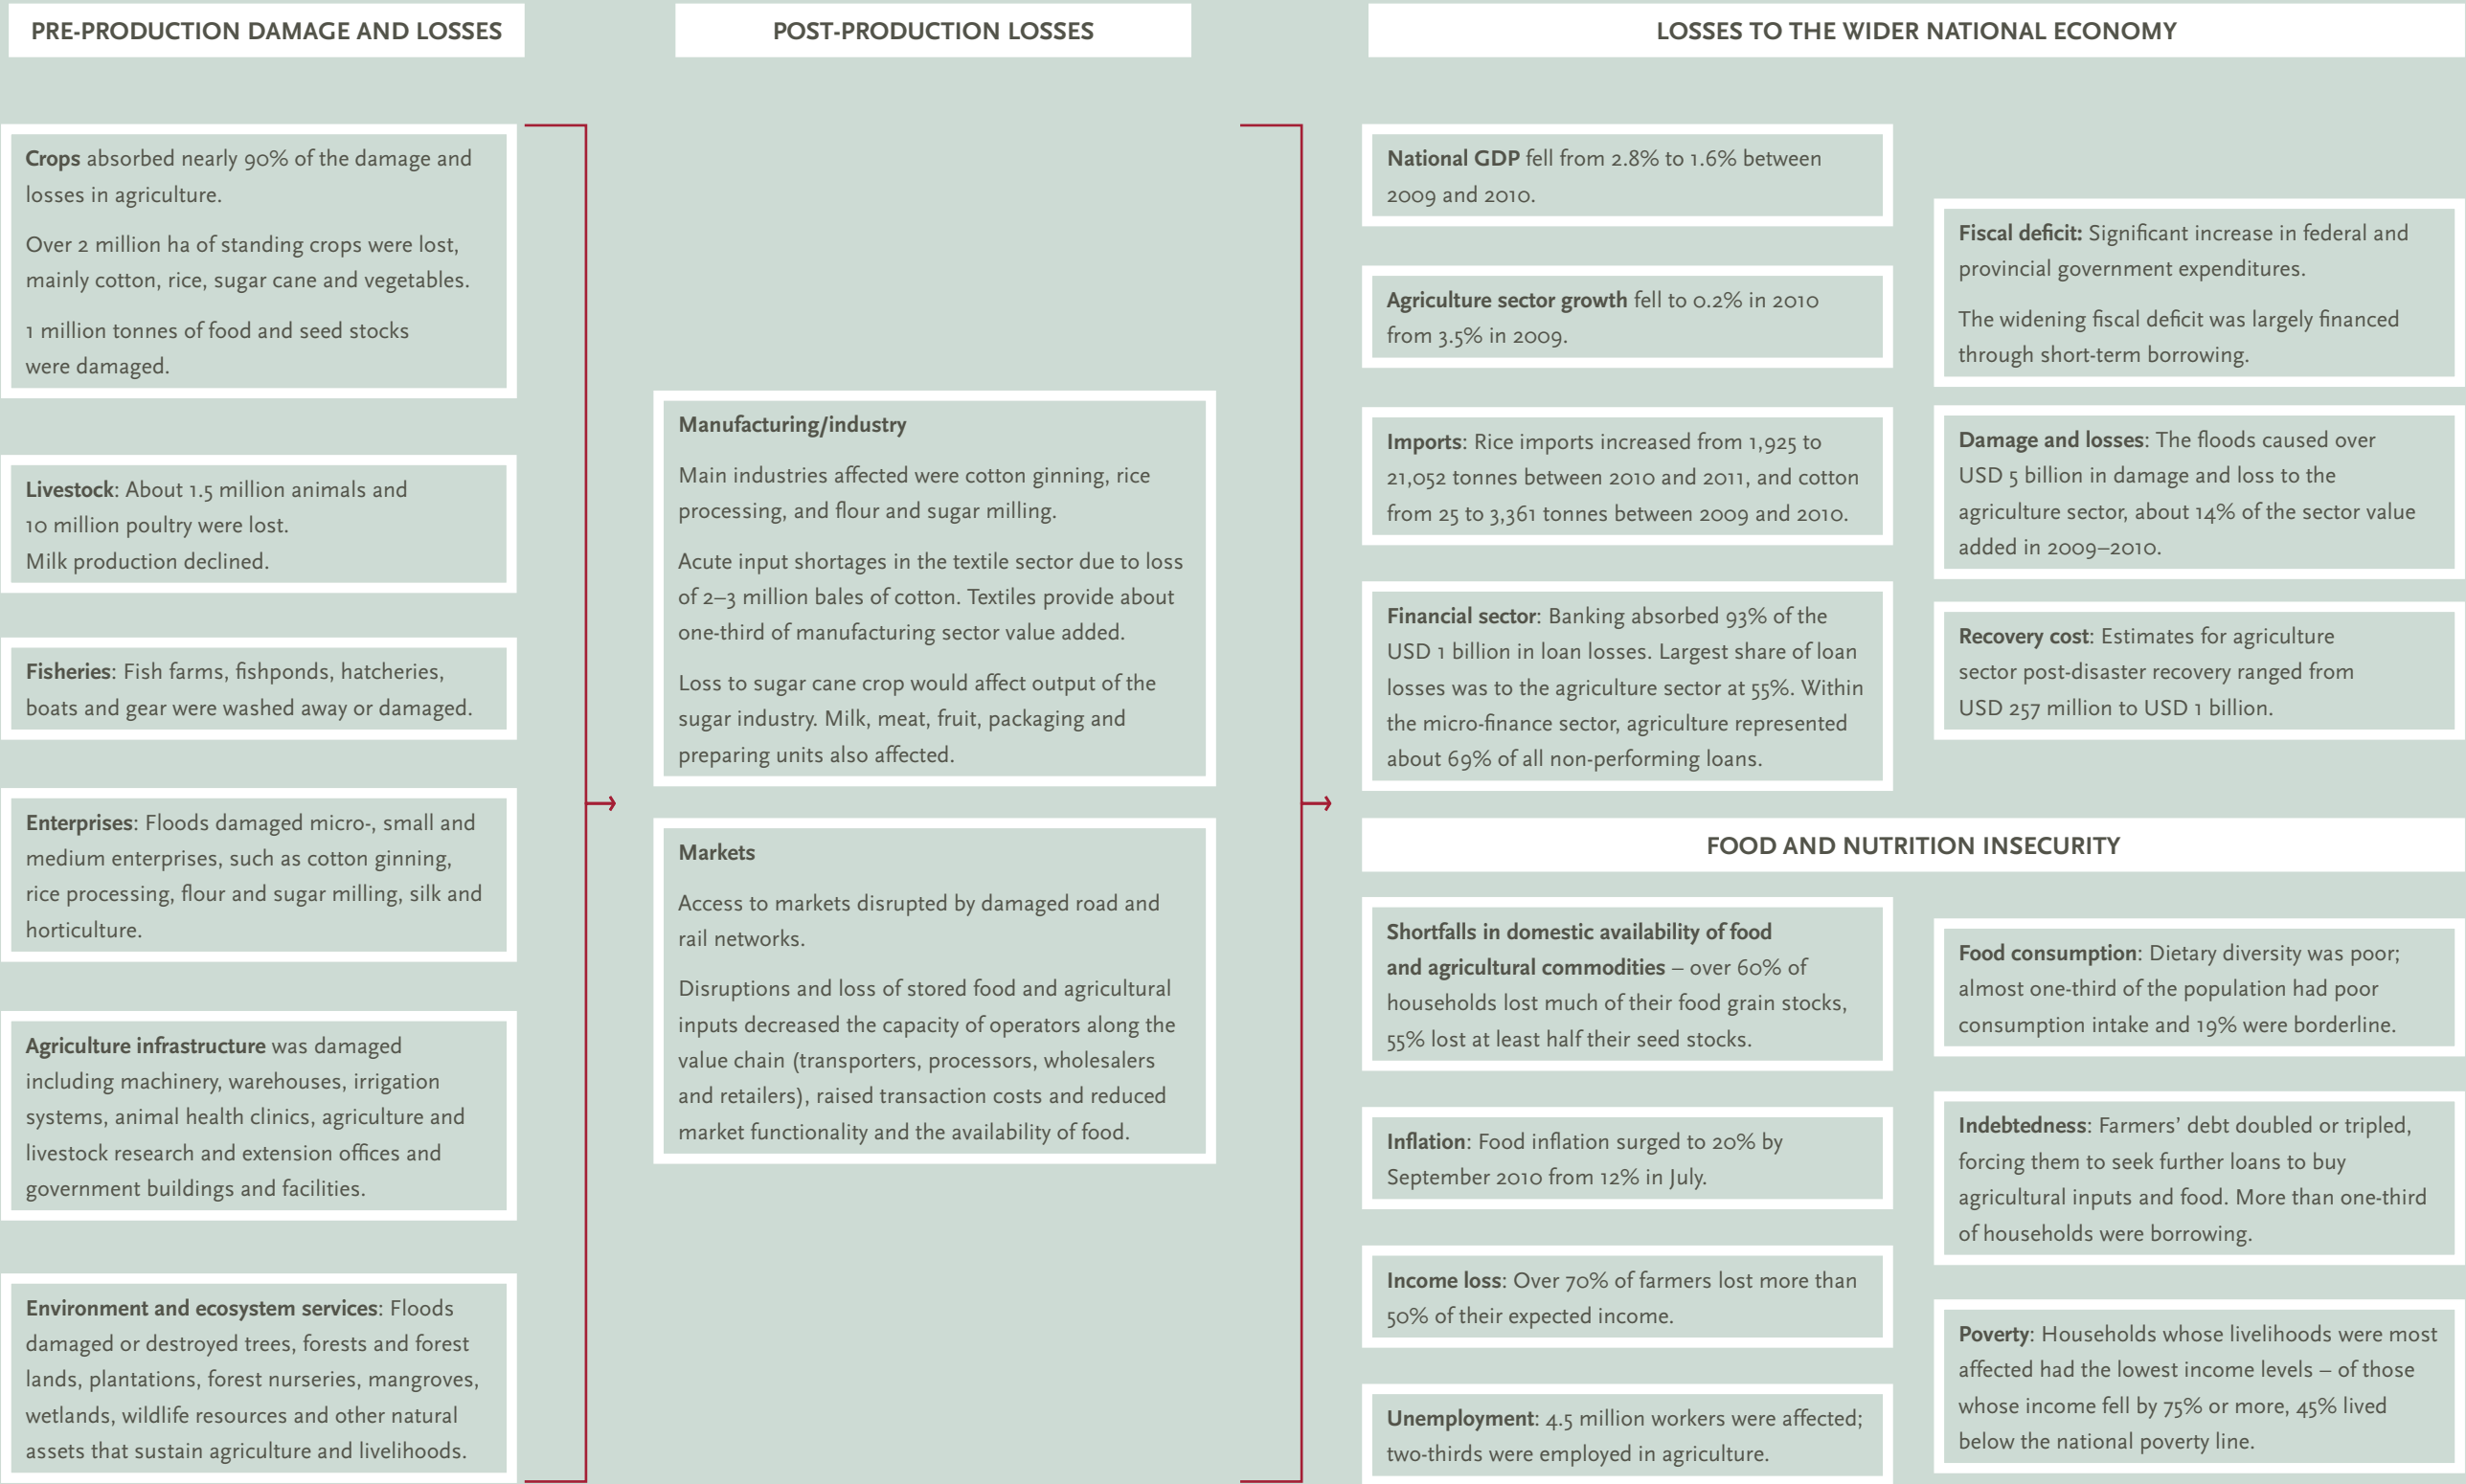 PRE-PRODUCTION DAMAGE AND LOSSES
Crops absorbed nearly 90% of the damage and
losses in agriculture.
Over 2 million ha of standing crops were lost,
mainly cotton, rice, sugar cane and vegetables.
1 million tonnes of food and seed stocks
were damaged.
Livestock: About 1.5 million animals and
10 million poultry were lost.
Milk production declined.
Fisheries: Fish farms, fishponds, hatcheries,
boats and gear were washed away or damaged.
Enterprises: Floods damaged micro-, small and
medium enterprises, such as cotton ginning,
rice processing, flour and sugar milling, silk and
horticulture.
Agriculture infrastructure was damaged
including machinery, warehouses, irrigation
systems, animal health clinics, agriculture and
livestock research and extension offices and
government buildings and facilities.
Environment and ecosystem services: Floods
damaged or destroyed trees, forests and forest
lands, plantations, forest nurseries, mangroves,
wetlands, wildlife resources and other natural
assets that sustain agriculture and livelihoods.
POST-PRODUCTION LOSSES
Manufacturing/industry
Main industries affected were cotton ginning, rice
processing, and flour and sugar milling.
Acute input shortages in the textile sector due to loss
of 2–3 million bales of cotton. Textiles provide about
one-third of manufacturing sector value added.
Loss to sugar cane crop would affect output of the
sugar industry. Milk, meat, fruit, packaging and
preparing units also affected.
Markets
Access to markets disrupted by damaged road and
rail networks.
Disruptions and loss of stored food and agricultural
inputs decreased the capacity of operators along the
value chain (transporters, processors, wholesalers
and retailers), raised transaction costs and reduced
market functionality and the availability of food.
LOSSES TO THE WIDER NATIONAL ECONOMY
National GDP fell from 2.8% to 1.6% between
2009 and 2010.
Agriculture sector growth fell to 0.2% in 2010
from 3.5% in 2009.
Imports: Rice imports increased from 1,925 to
21,052 tonnes between 2010 and 2011, and cotton
from 25 to 3,361 tonnes between 2009 and 2010.
Financial sector: Banking absorbed 93% of the
USD 1 billion in loan losses. Largest share of loan
losses was to the agriculture sector at 55%. Within
the micro-finance sector, agriculture represented
about 69% of all non-performing loans.
Fiscal deficit: Significant increase in federal and
provincial government expenditures.
The widening fiscal deficit was largely financed
through short-term borrowing.
Damage and losses: The floods caused over
USD 5 billion in damage and loss to the
agriculture sector, about 14% of the sector value
added in 2009–2010.
Recovery cost: Estimates for agriculture
sector post-disaster recovery ranged from
USD 257 million to USD 1 billion.
FOOD AND NUTRITION INSECURITY
Shortfalls in domestic availability of food
and agricultural commodities – over 60% of
households lost much of their food grain stocks,
55% lost at least half their seed stocks.
Inflation: Food inflation surged to 20% by
September 2010 from 12% in July.
Income loss: Over 70% of farmers lost more than
50% of their expected income.
Unemployment: 4.5 million workers were affected;
two-thirds were employed in agriculture.
Food consumption: Dietary diversity was poor;
almost one-third of the population had poor
consumption intake and 19% were borderline.
Indebtedness: Farmers’ debt doubled or tripled,
forcing them to seek further loans to buy
agricultural inputs and food. More than one-third
of households were borrowing.
Poverty: Households whose livelihoods were most
affected had the lowest income levels – of those
whose income fell by 75% or more, 45% lived
below the national poverty line.